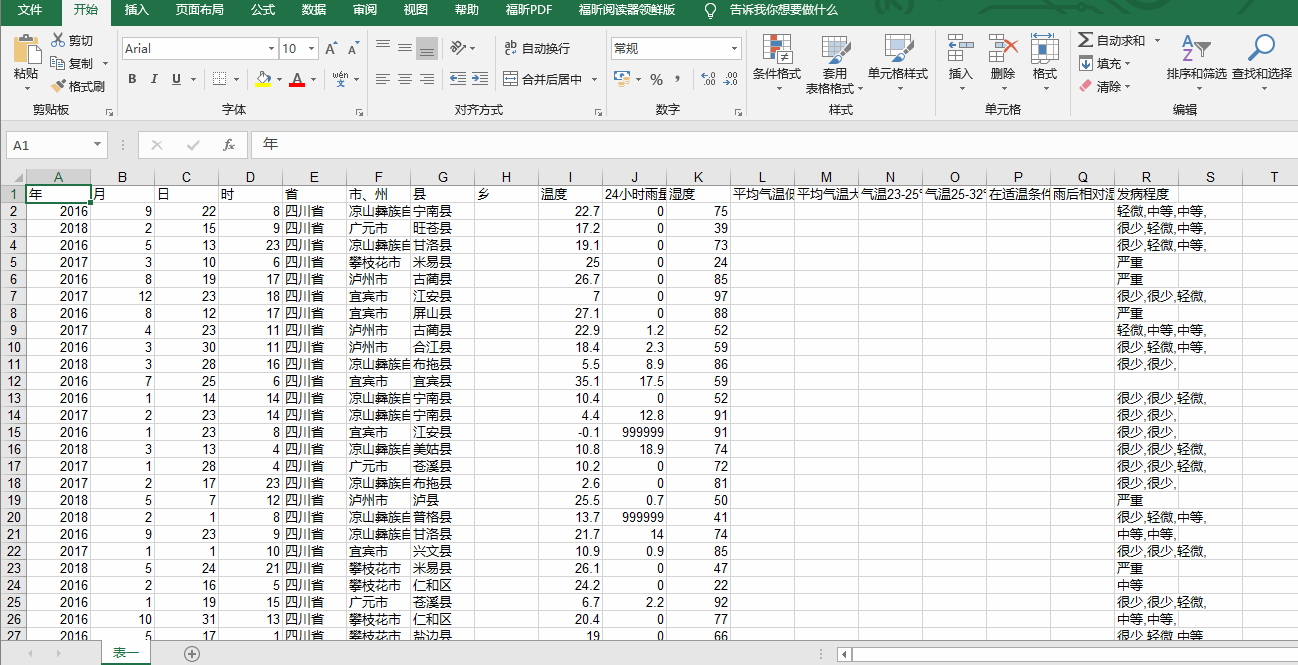 文件 开始 插入 页面布局 公式 数据 审阅 视图 帮助 福昕PDF 福昕阅读器领鲜版 告诉我你想要做什么
剪切 Arial 10 自动换行 常规 自动求和
粘贴 复制 条件格式 套用 单元格样式 插入 删除 格式 填充 排序和筛选 查找和选择
格式刷 B I U 合并后居中 % 表格格式 清除
剪贴板 字体 对齐方式 数字 样式 单元格 编辑
A1 fx 年
A B C D E F G H I J K L M N O P Q R S T
1 年 月 日 时 省 市、州 县 乡 温度 24小时雨量 湿度 平均气温低 平均气温大 气温23-25° 气温25-32° 在适温条件 雨后相对湿 发病程度
2 2016 9 22 8 四川省 凉山彝族自 宁南县 22.7 0 75 轻微,中等,中等,
3 2018 2 15 9 四川省 广元市 旺苍县 17.2 0 39 很少,轻微,中等,
4 2016 5 13 23 四川省 凉山彝族自 甘洛县 19.1 0 73 很少,轻微,中等,
5 2017 3 10 6 四川省 攀枝花市 米易县 25 0 24 严重
6 2016 8 19 17 四川省 泸州市 古蔺县 26.7 0 85 严重
7 2017 12 23 18 四川省 宜宾市 江安县 7 0 97 很少,很少,轻微,
8 2016 8 12 17 四川省 宜宾市 屏山县 27.1 0 88 严重
9 2017 4 23 11 四川省 泸州市 古蔺县 22.9 1.2 52 轻微,中等,中等,
10 2016 3 30 11 四川省 泸州市 合江县 18.4 2.3 59 很少,轻微,中等,
11 2018 3 28 16 四川省 凉山彝族自 布拖县 5.5 8.9 86 很少,很少,
12 2016 7 25 6 四川省 宜宾市 宜宾县 35.1 17.5 59
13 2016 1 14 14 四川省 凉山彝族自 宁南县 10.4 0 52 很少,很少,轻微,
14 2017 2 23 14 四川省 凉山彝族自 宁南县 4.4 12.8 91 很少,很少,
15 2016 1 23 8 四川省 宜宾市 江安县 -0.1 999999 91 很少,很少,
16 2018 3 13 4 四川省 凉山彝族自 美姑县 10.8 18.9 74 很少,很少,轻微,
17 2017 1 28 4 四川省 广元市 苍溪县 10.2 0 72 很少,很少,轻微,
18 2017 2 17 23 四川省 凉山彝族自 布拖县 2.6 0 81 很少,很少,
19 2018 5 7 12 四川省 泸州市 泸县 25.5 0.7 50 严重
20 2018 2 1 8 四川省 凉山彝族自 普格县 13.7 999999 41 很少,轻微,中等,
21 2016 9 23 9 四川省 凉山彝族自 甘洛县 21.7 14 74 中等,中等,
22 2017 1 1 10 四川省 宜宾市 兴文县 10.9 0.9 85 很少,很少,轻微,
23 2018 5 24 21 四川省 攀枝花市 米易县 26.1 0 47 严重
24 2016 2 16 5 四川省 攀枝花市 仁和区 24.2 0 22 中等
25 2016 1 19 15 四川省 广元市 苍溪县 6.7 2.2 92 很少,很少,轻微,
26 2016 10 31 13 四川省 攀枝花市 仁和区 20.4 0 77 中等,中等,
27 2016 5 17 1 四川省 攀枝花市 盐边县 19 0 66 很少,轻微,中等,
表一